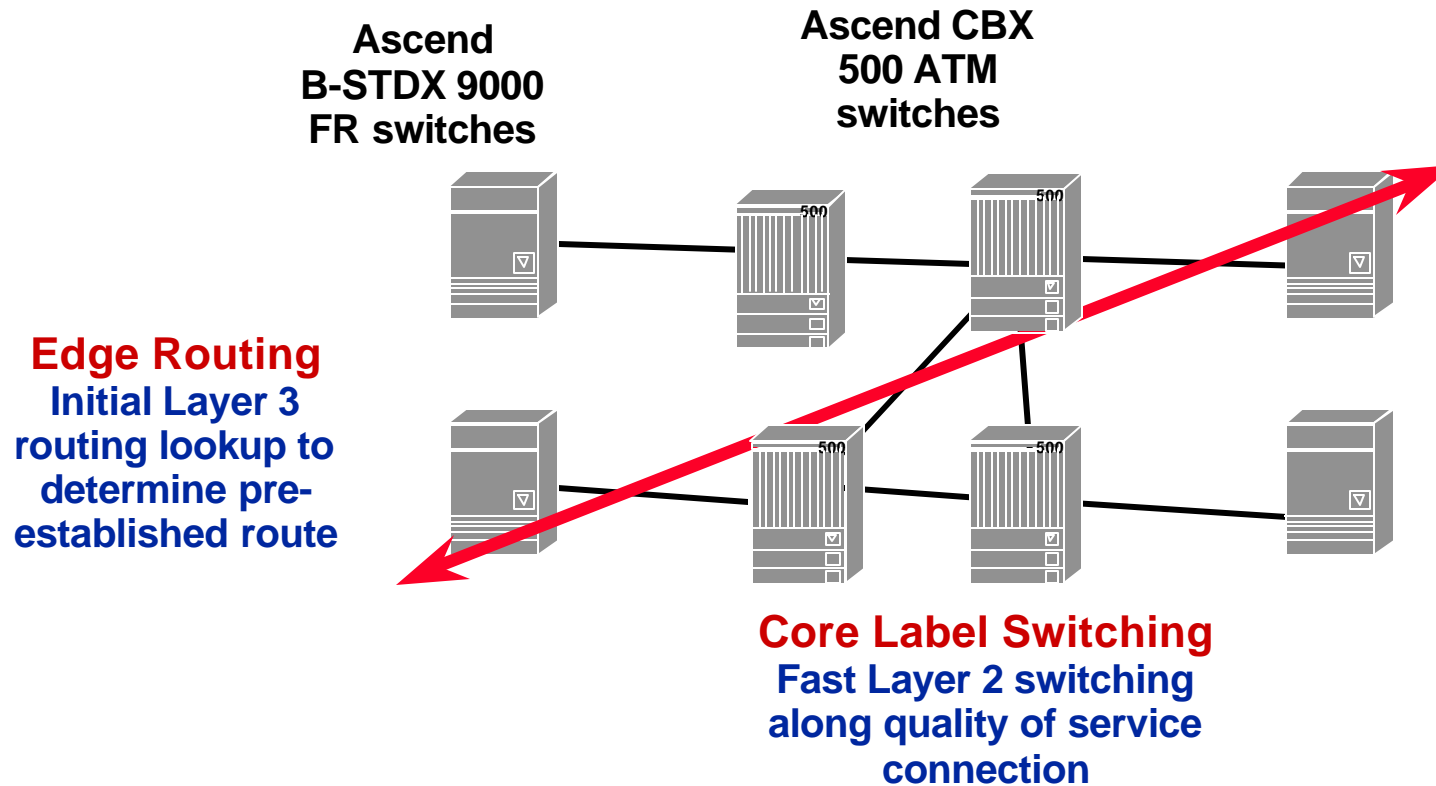 Ascend
B-STDX 9000
FR switches
Ascend CBX
500 ATM
switches
500
500
Edge Routing
Initial Layer 3
routing lookup to
determine pre-
established route
500
500
Core Label Switching
Fast Layer 2 switching
along quality of service
connection